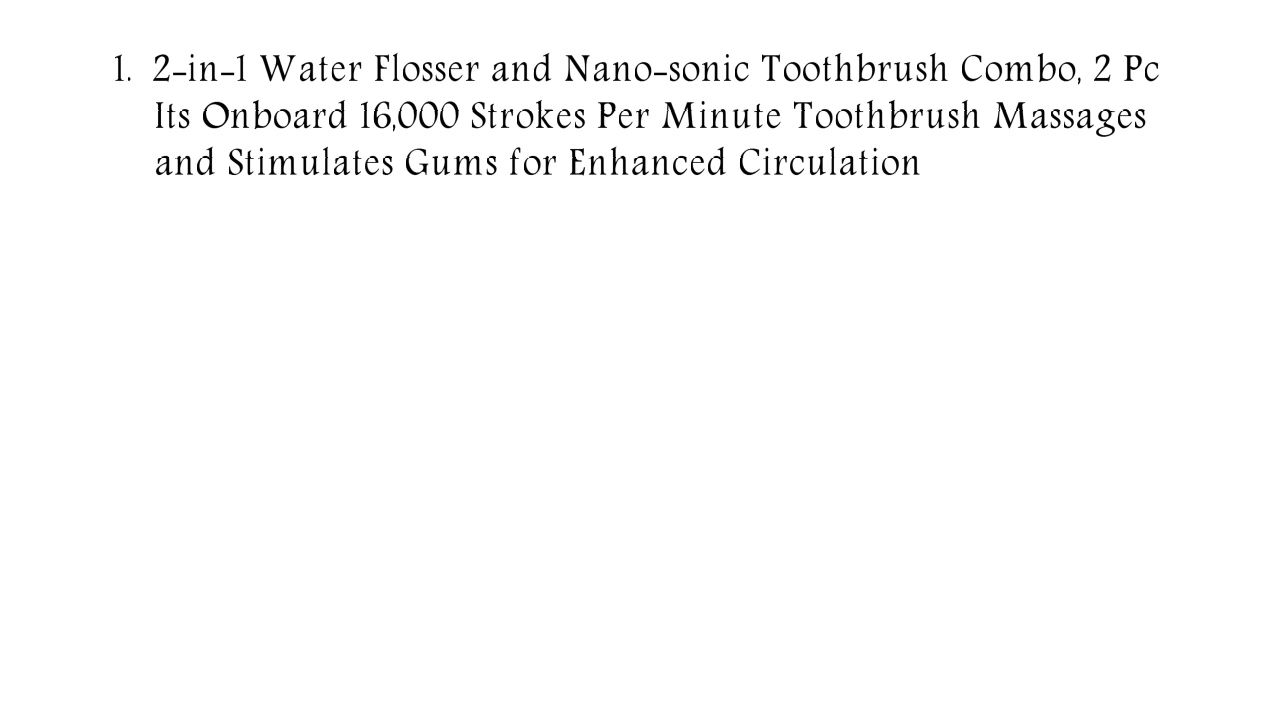 1. 2-in-1 Water Flosser and Nano-sonic Toothbrush Combo, 2 Pc
Its Onboard 16,000 Strokes Per Minute Toothbrush Massages
and Stimulates Gums for Enhanced Circulation